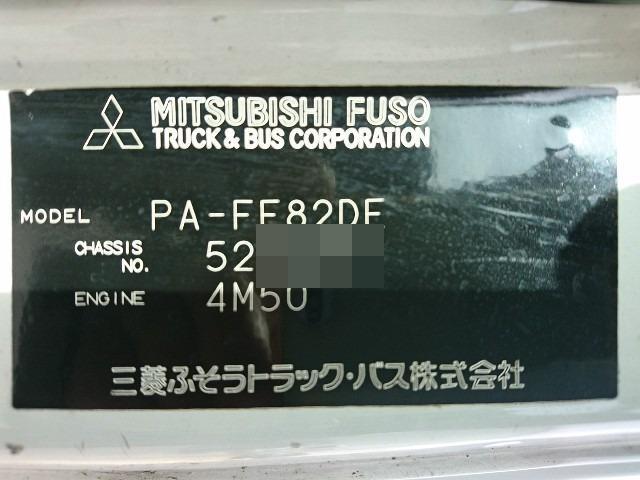 MITSUBISHI FUSO
TRUCK & BUS CORPORATION
MODEL PA-FE82DE
CHASSIS NO. 52
ENGINE 4M50
三菱ふそうトラック・バス株式会社